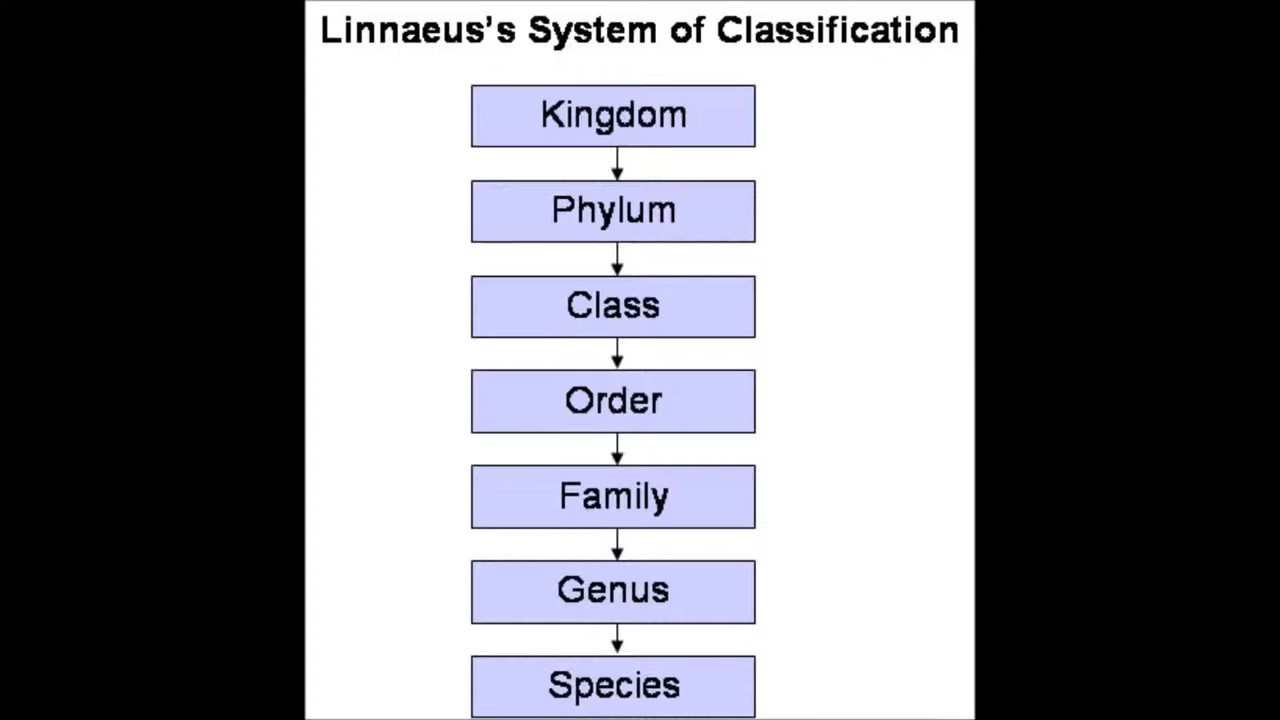 Linnaeus's System of Classification
Kingdom
Phylum
Class
Order
Family
Genus
Species